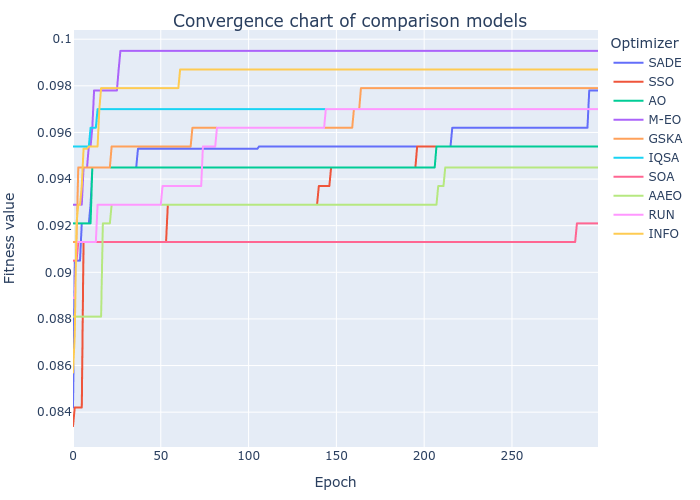 Convergence chart of comparison models
Optimizer
SADE
SSO
AO
M-EO
GSKA
IQSA
SOA
AAEO
RUN
INFO
Fitness value
0.1
0.098
0.096
0.094
0.092
0.09
0.088
0.086
0.084
0
50
100
150
200
250
Epoch